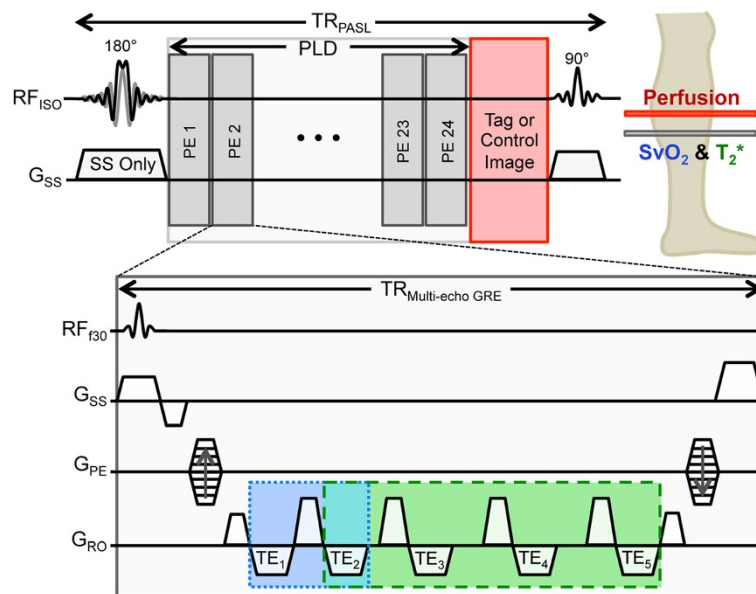 TR_PASL
180°
PLD
90°
RF_ISO
PE 1
PE 2
PE 23
PE 24
Tag or
Control
Image
Perfusion
SvO₂ & T₂*
SS Only
G_SS
TR_Multi-echo GRE
RF_f30
G_SS
G_PE
G_RO
TE₁
TE₂
TE₃
TE₄
TE₅